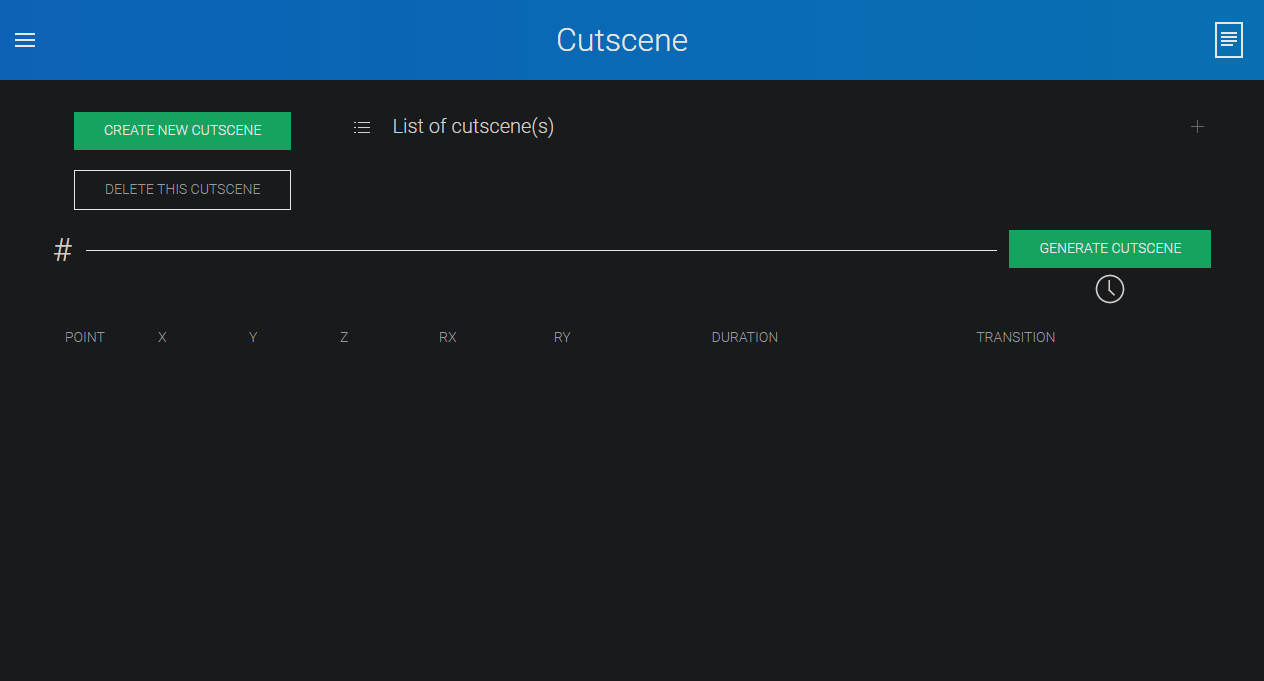 Cutscene
CREATE NEW CUTSCENE
List of cutscene(s)
DELETE THIS CUTSCENE
#
GENERATE CUTSCENE
POINT X Y Z RX RY DURATION TRANSITION